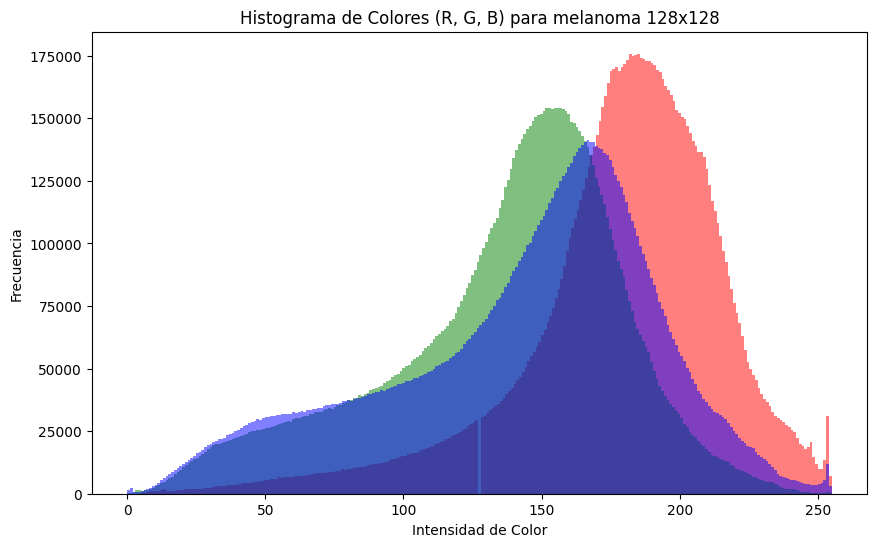 Histograma de Colores (R, G, B) para melanoma 128x128
175000
150000
125000
100000
75000
50000
25000
0
Frecuencia
0 50 100 150 200 250
Intensidad de Color